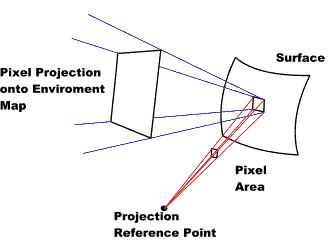 Surface
Pixel Projection
onto Enviroment
Map
Pixel
Area
Projection
Reference Point